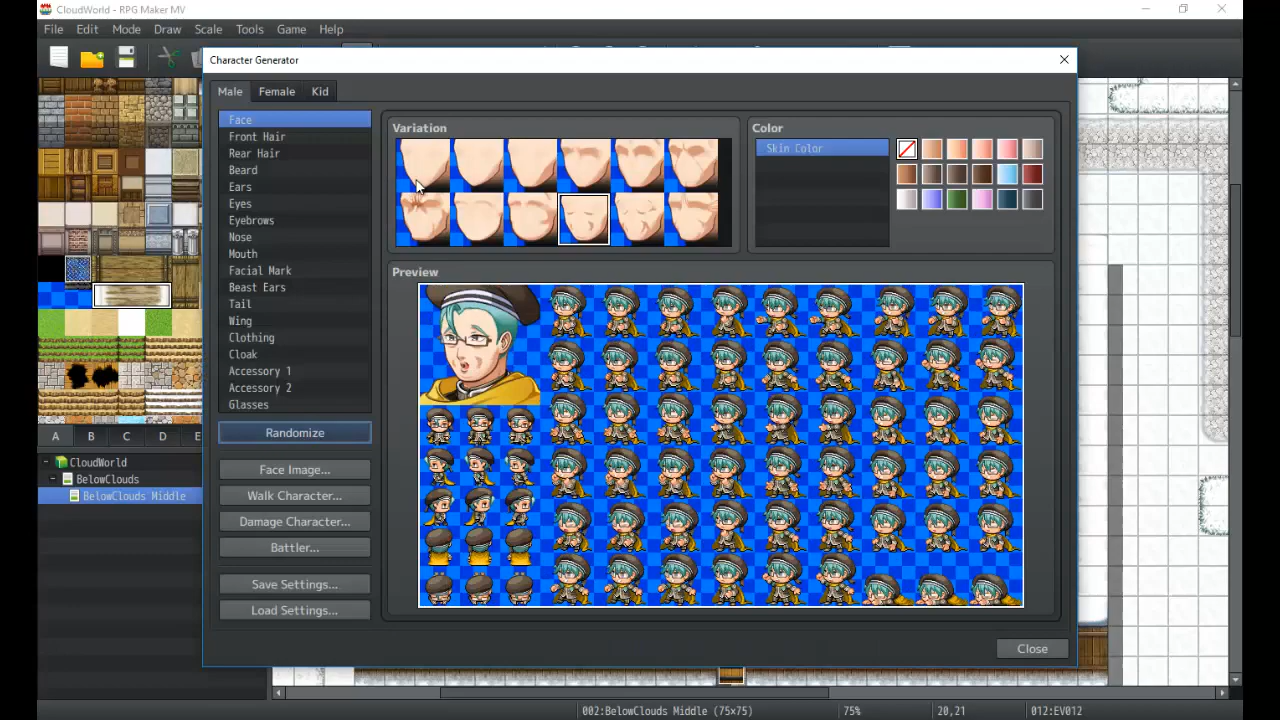 CloudWorld - RPG Maker MV
File Edit Mode Draw Scale Tools Game Help
Character Generator
Male Female Kid
Face
Front Hair
Rear Hair
Beard
Ears
Eyes
Eyebrows
Nose
Mouth
Facial Mark
Beast Ears
Tail
Wing
Clothing
Cloak
Accessory 1
Accessory 2
Glasses
Randomize
Face Image...
Walk Character...
Damage Character...
Battler...
Save Settings...
Load Settings...
Variation
Color
Skin Color
Preview
Close
A B C D E
CloudWorld
BelowClouds
BelowClouds Middle
002:BelowClouds Middle (75×75) 75% 20,21 012:EV012